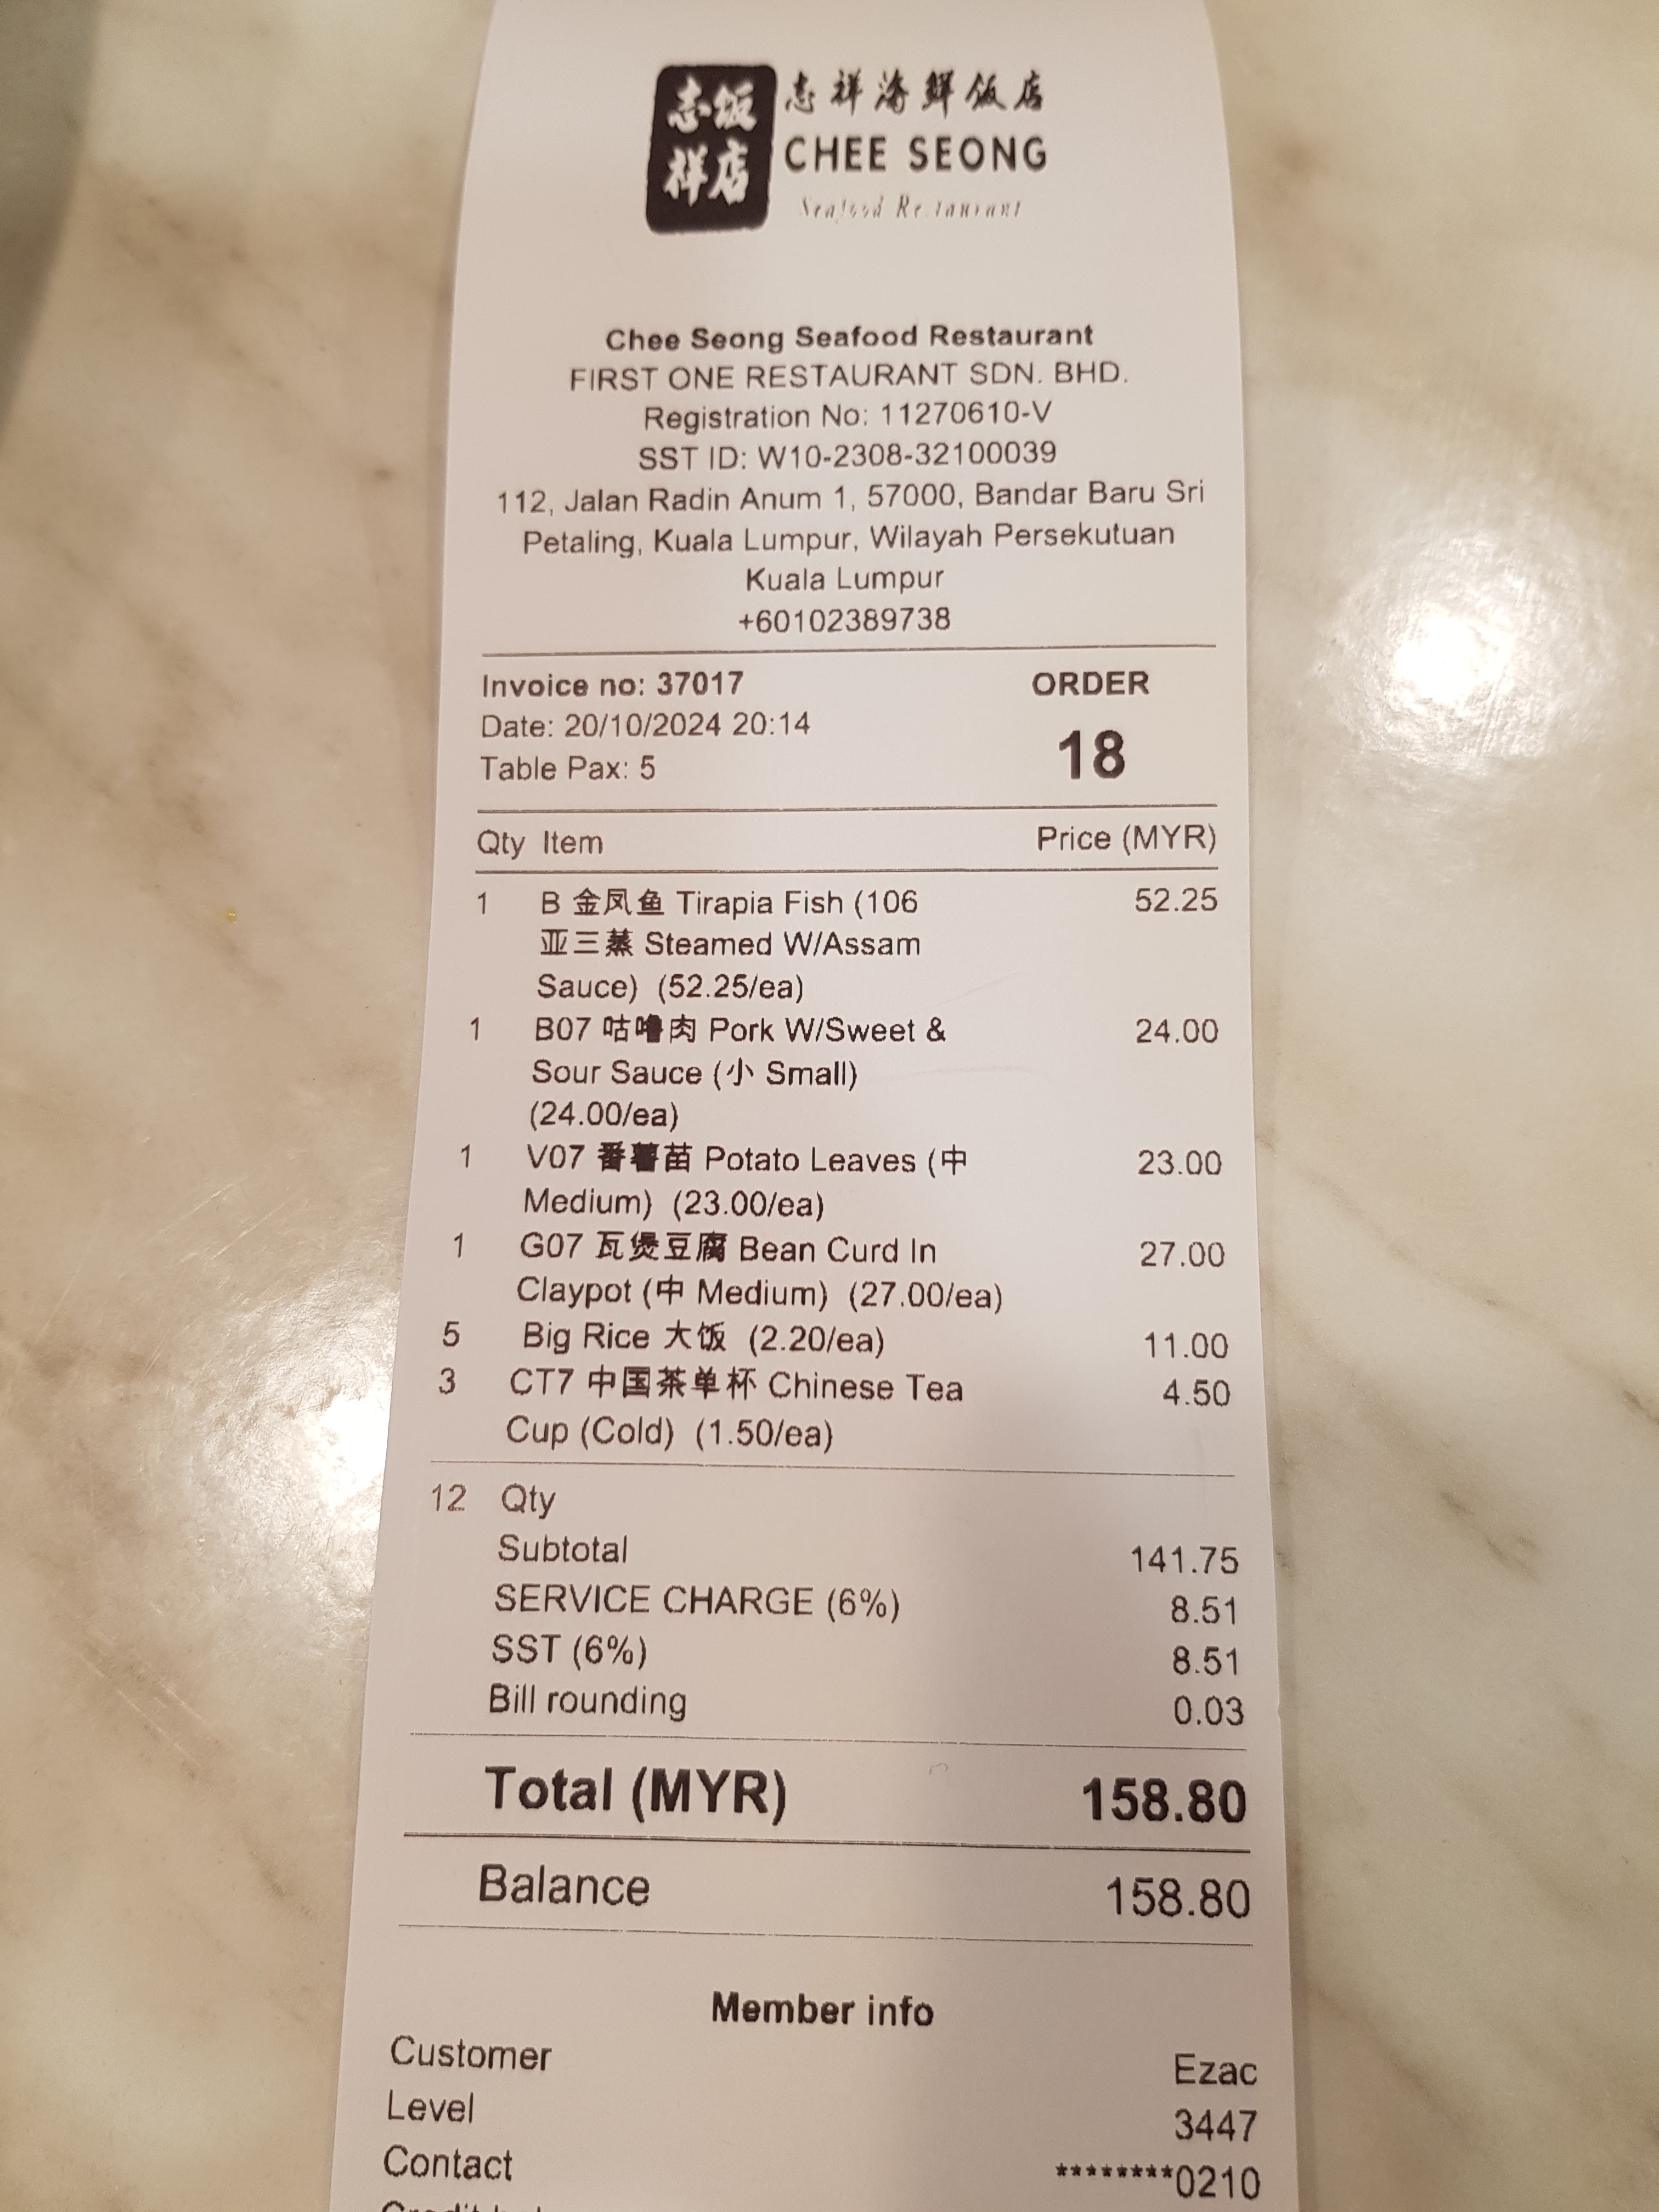 志饭
祥店
志祥海鲜饭店
CHEE SEONG
Seafood Restaurant
Chee Seong Seafood Restaurant
FIRST ONE RESTAURANT SDN. BHD.
Registration No: 11270610-V
SST ID: W10-2308-32100039
112, Jalan Radin Anum 1, 57000, Bandar Baru Sri
Petaling, Kuala Lumpur, Wilayah Persekutuan
Kuala Lumpur
+60102389738
Invoice no: 37017 ORDER
Date: 20/10/2024 20:14
18
Table Pax: 5
Qty Item Price (MYR)
1 B 金凤鱼 Tirapia Fish (106 52.25
亚三蒸 Steamed W/Assam
Sauce) (52.25/ea)
1 B07 咕噜肉 Pork W/Sweet & 24.00
Sour Sauce (小 Small)
(24.00/ea)
1 V07 番薯苗 Potato Leaves (中 23.00
Medium) (23.00/ea)
1 G07 瓦煲豆腐 Bean Curd In 27.00
Claypot (中 Medium) (27.00/ea)
5 Big Rice 大饭 (2.20/ea) 11.00
3 CT7 中国茶单杯 Chinese Tea 4.50
Cup (Cold) (1.50/ea)
12 Qty
Subtotal 141.75
SERVICE CHARGE (6%) 8.51
SST (6%) 8.51
Bill rounding 0.03
Total (MYR) 158.80
Balance 158.80
Member info
Customer Ezac
Level 3447
Contact ********0210